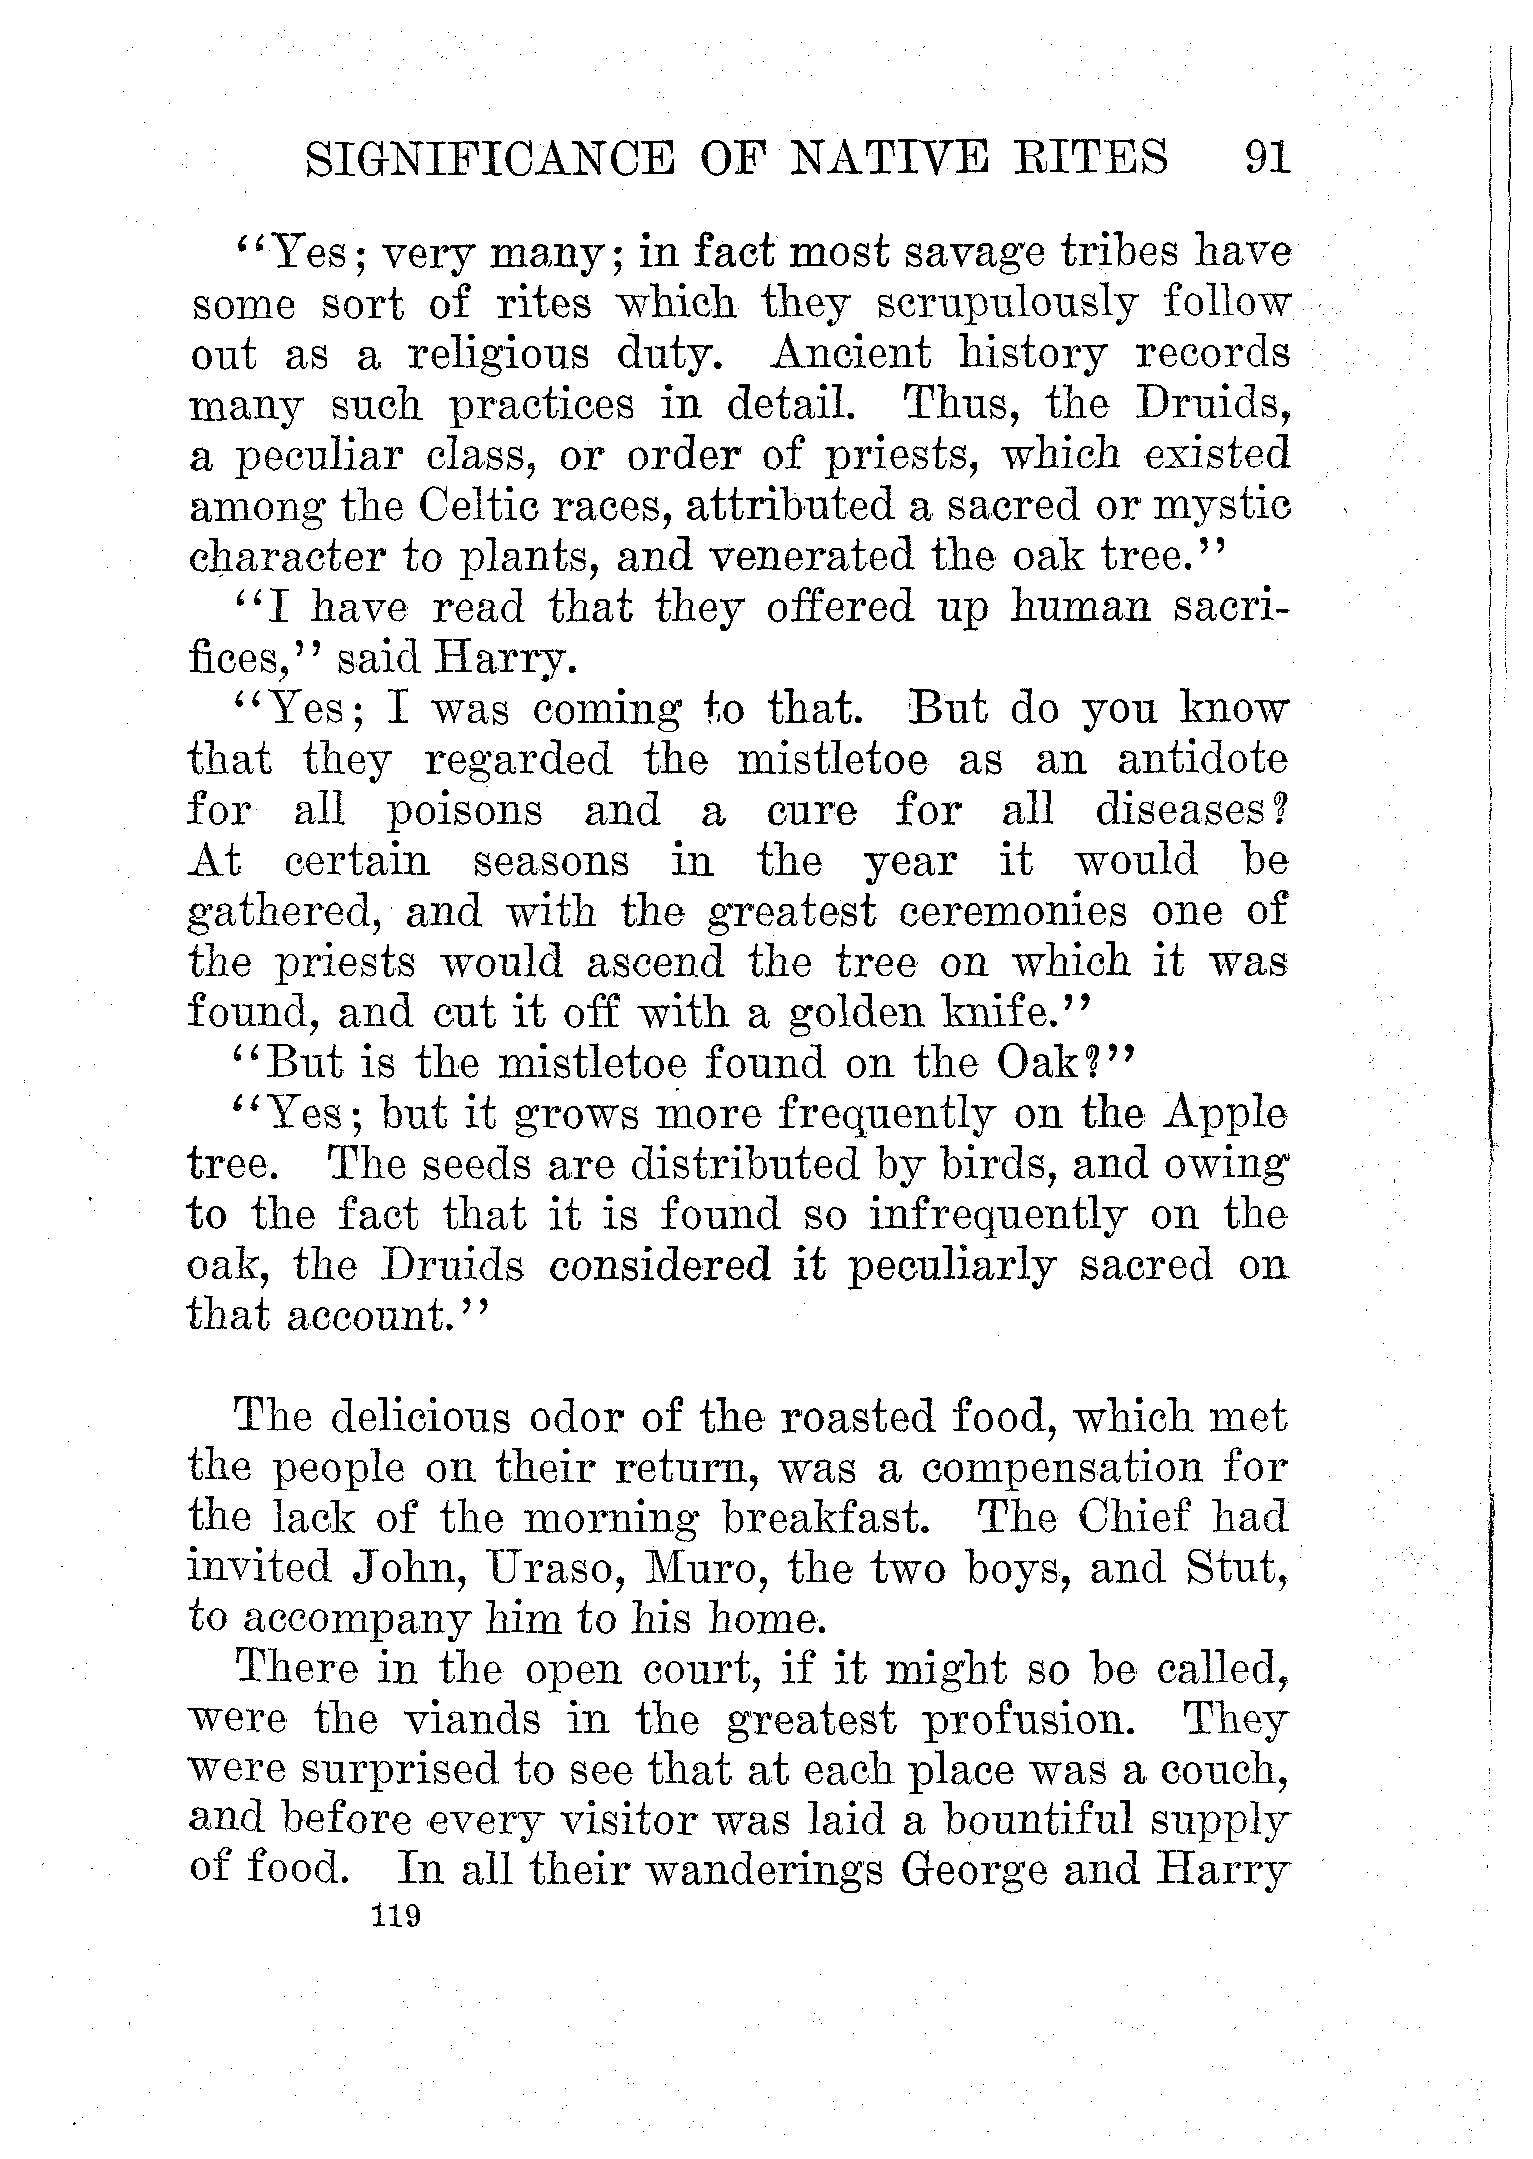 SIGNIFICANCE OF NATIVE RITES 91
"Yes; very many; in fact most savage tribes have
some sort of rites which they scrupulously follow
out as a religious duty. Ancient history records
many such practices in detail. Thus, the Druids,
a peculiar class, or order of priests, which existed
among the Celtic races, attributed a sacred or mystic
character to plants, and venerated the oak tree."
"I have read that they offered up human sacri-
fices," said Harry.
"Yes; I was coming to that. But do you know
that they regarded the mistletoe as an antidote
for all poisons and a cure for all diseases?
At certain seasons in the year it would be
gathered, and with the greatest ceremonies one of
the priests would ascend the tree on which it was
found, and cut it off with a golden knife."
"But is the mistletoe found on the Oak?"
"Yes; but it grows more frequently on the Apple
tree. The seeds are distributed by birds, and owing
to the fact that it is found so infrequently on the
oak, the Druids considered it peculiarly sacred on
that account."
The delicious odor of the roasted food, which met
the people on their return, was a compensation for
the lack of the morning breakfast. The Chief had
invited John, Uraso, Muro, the two boys, and Stut,
to accompany him to his home.
There in the open court, if it might so be called,
were the viands in the greatest profusion. They
were surprised to see that at each place was a couch,
and before every visitor was laid a bountiful supply
of food. In all their wanderings George and Harry
119